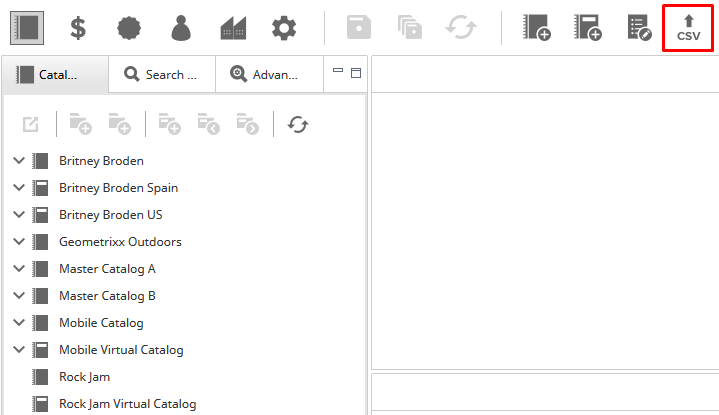 $
CSV
Catal...
Search ...
Advan...
Britney Broden
Britney Broden Spain
Britney Broden US
Geometrixx Outdoors
Master Catalog A
Master Catalog B
Mobile Catalog
Mobile Virtual Catalog
Rock Jam
Rock Jam Virtual Catalog